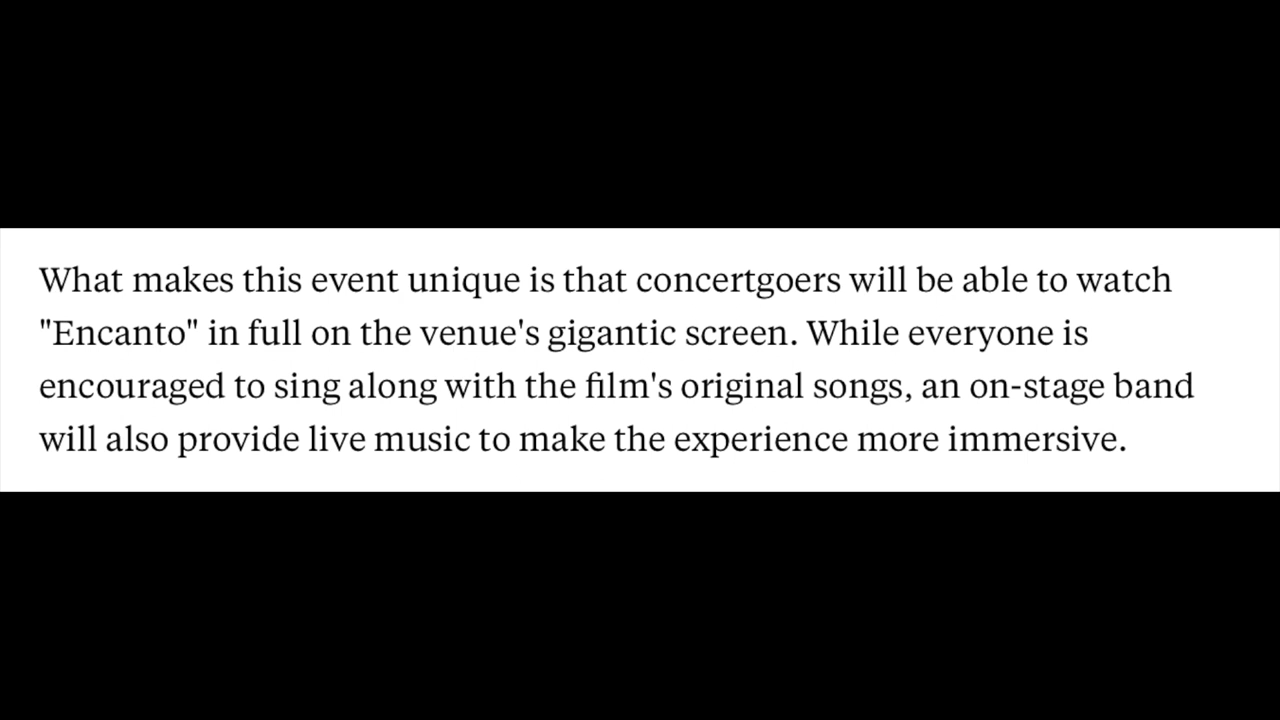 What makes this event unique is that concertgoers will be able to watch
"Encanto" in full on the venue's gigantic screen. While everyone is
encouraged to sing along with the film's original songs, an on-stage band
will also provide live music to make the experience more immersive.